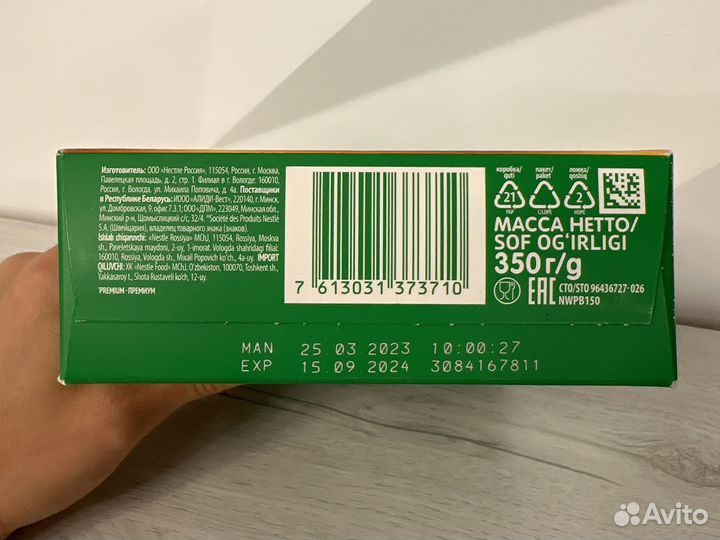 Изготовитель: ООО «Нестле Россия», 115054, Россия, г. Москва,
Павелецкая площадь, д. 2, стр. 1. Филиал в г. Вологде: 160010,
Россия, г. Вологда, ул. Михаила Поповича, д. 4а. Поставщики
в Республике Беларусь: ИООО «АЛИДИ-Вест», 220140, г. Минск,
ул. Домбровская, 9, офис 7.3.1; ООО «ДПМ», 223049, Минская обл.,
Минский р-н, Щомыслицкий с/с, 32/4. ®Société des Produits Nestlé
S.A. (Швейцария), владелец товарного знака (знаков).
Ishlab chiqaruvchi: «Nestle Rossiya» MChJ, 115054, Rossiya, Moskva
sh., Paveletskaya maydoni, 2-uy, 1-imorat. Vologda shahridagi filial:
160010, Rossiya, Vologda sh., Mixail Popovich ko'ch., 4a-uy. IMPORT
QILUVCHI: XK «Nestle Food» MChJ, O'zbekiston, 100070, Toshkent sh.,
Yakkasaroy t., Shota Rustaveli ko'ch., 12-uy.
®PREMIUM - ПРЕМИУМ
7 613031 373710
коробка/ quti
21
PAP
пакет/ paket
C/LDPE
ложка/ qoshiq
2
HDPE
МАССА НЕТТО/
SOF OG'IRLIGI
350 г/g
EAC
СТО/STO 96436727-026
NWPB150
MAN 25.03.2023 10:00:27
EXP 15.09.2024 3084167811
Avito